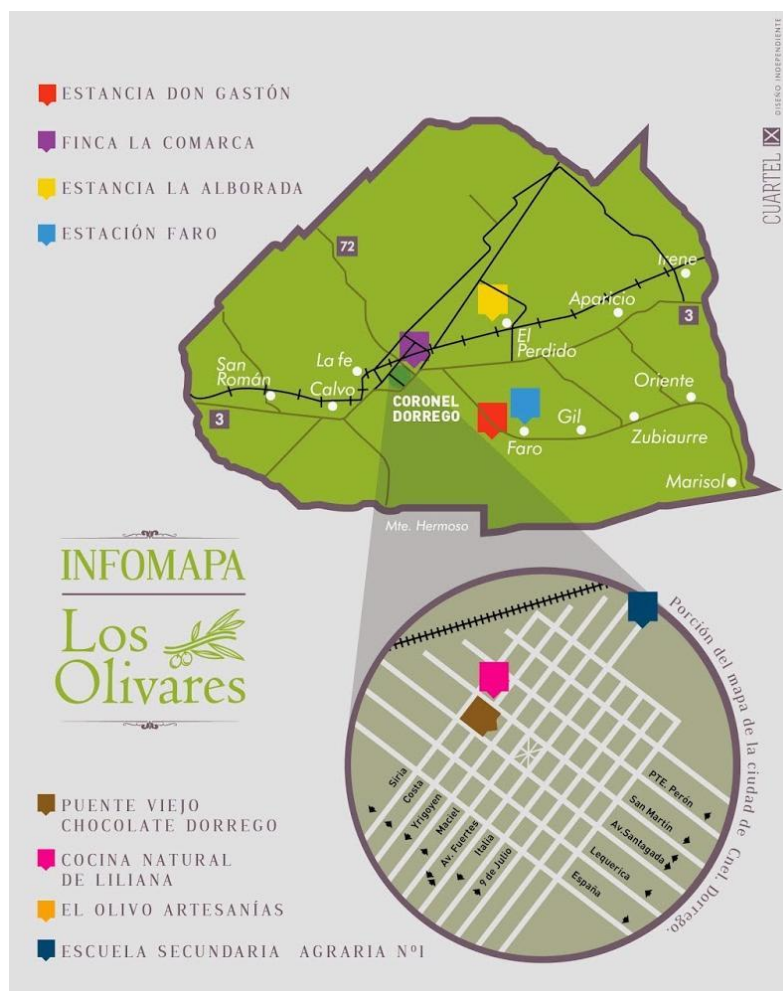 ESTANCIA DON GASTÓN
FINCA LA COMARCA
ESTANCIA LA ALBORADA
ESTACIÓN FARO
CUARTEL IX
DISEÑO INDEPENDIENTE
72
Irene
Aparicio
3
El
Perdido
La fe
San
Román
Calvo
3
CORONEL
DORREGO
Oriente
Gil
Faro
Zubiaurre
Marisol
Mte. Hermoso
INFOMAPA
Los
Olivares
Porción del mapa de la ciudad de Cnel. Dorrego.
Siria
Costa
Yrigoyen
Maciel
Av. Fuertes
Italia
9 de Julio
PTE. Perón
San Martín
Av.Santagada
Lequerica
España
PUENTE VIEJO
CHOCOLATE DORREGO
COCINA NATURAL
DE LILIANA
EL OLIVO ARTESANÍAS
ESCUELA SECUNDARIA AGRARIA Nº1